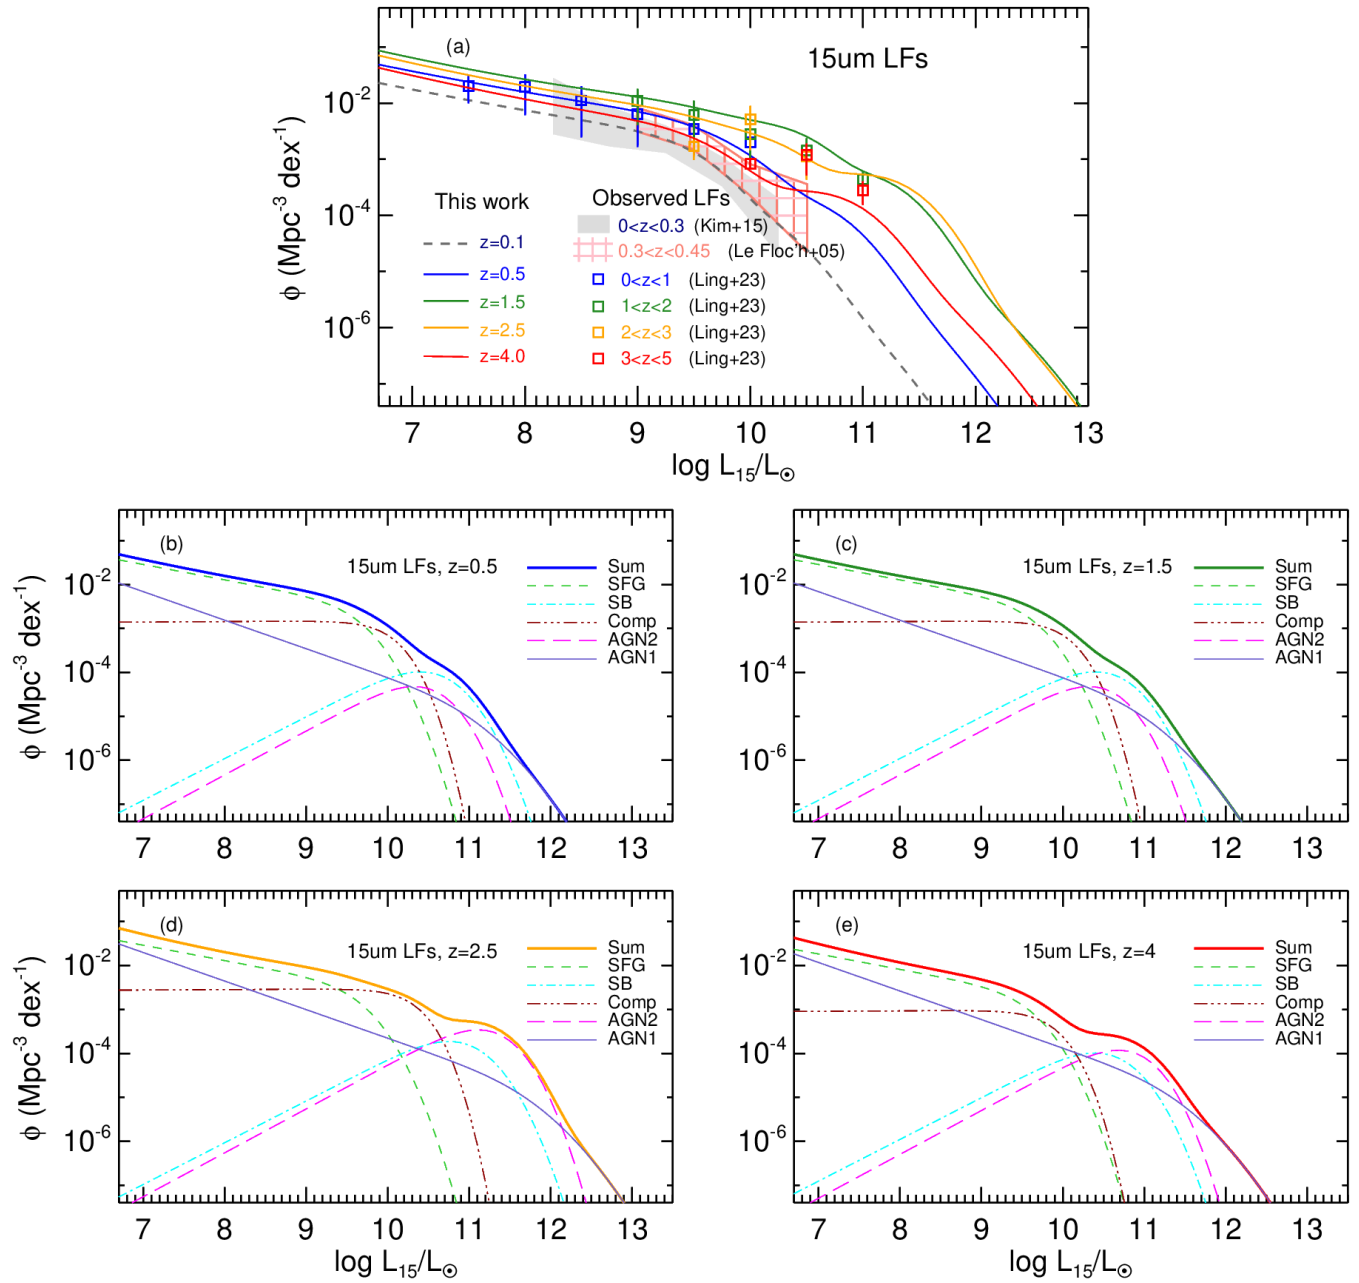 (a)
15um LFs
10⁻²
10⁻⁴
10⁻⁶
ϕ (Mpc⁻³ dex⁻¹)
This work
z=0.1
z=0.5
z=1.5
z=2.5
z=4.0
Observed LFs
0<z<0.3 (Kim+15)
0.3<z<0.45 (Le Floc'h+05)
0<z<1 (Ling+23)
1<z<2 (Ling+23)
2<z<3 (Ling+23)
3<z<5 (Ling+23)
7 8 9 10 11 12 13
log L₁₅/L☉
(b)
15um LFs, z=0.5
Sum
SFG
SB
Comp
AGN2
AGN1
10⁻²
10⁻⁴
10⁻⁶
ϕ (Mpc⁻³ dex⁻¹)
7 8 9 10 11 12 13
(c)
15um LFs, z=1.5
Sum
SFG
SB
Comp
AGN2
AGN1
10⁻²
10⁻⁴
10⁻⁶
7 8 9 10 11 12 13
(d)
15um LFs, z=2.5
Sum
SFG
SB
Comp
AGN2
AGN1
10⁻²
10⁻⁴
10⁻�6
ϕ (Mpc⁻³ dex⁻¹)
7 8 9 10 11 12 13
log L₁₅/L☉
(e)
15um LFs, z=4
Sum
SFG
SB
Comp
AGN2
AGN1
10⁻²
10⁻⁴
10⁻⁶
7 8 9 10 11 12 13
log L₁₅/L☉